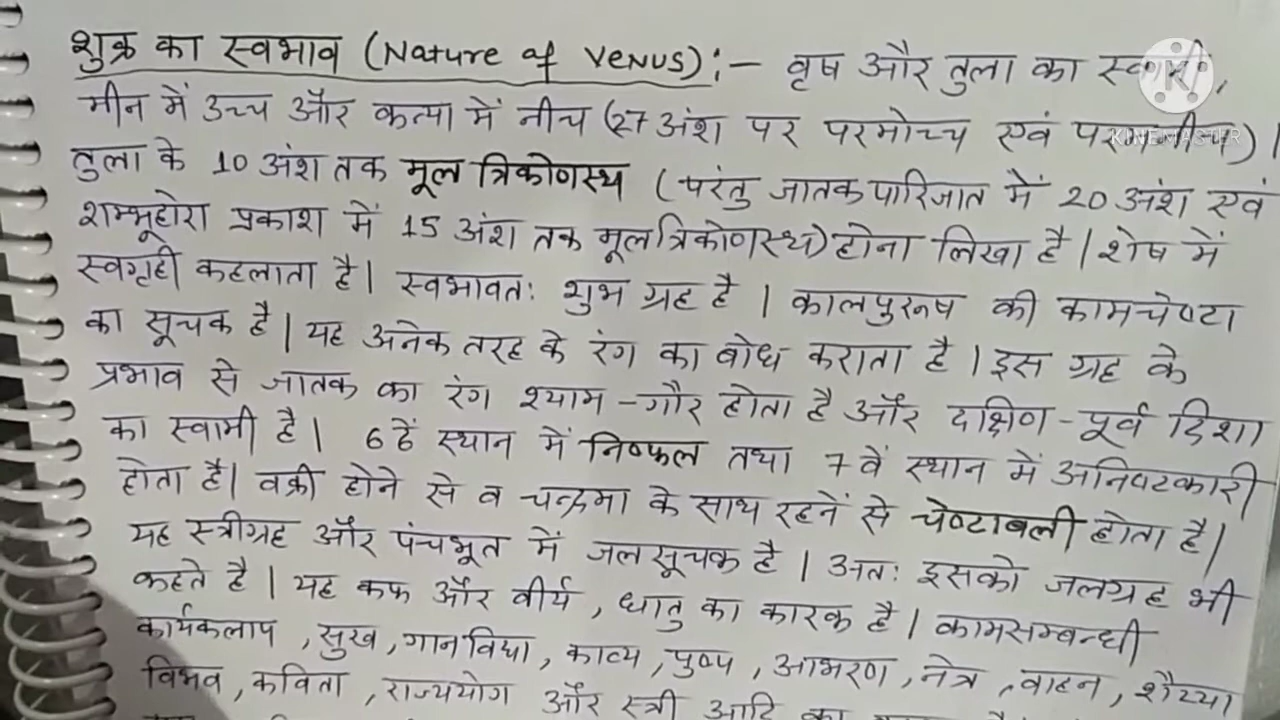 शुक्र का स्वभाव (Nature of VENUS) :- वृष और तुला का
मीन में उच्च और कन्या में नीच (27 अंश पर परमोच्च एवं परमनीच) ।
तुला के 10 अंश तक मूल त्रिकोणस्थ (परंतु जातक पारिजात में 20 अंश एवं
शम्भूहोरा प्रकाश में 15 अंश तक मूलत्रिकोणस्थ) होना लिखा है । शेष में
स्वगृही कहलाता है । स्वभावतः शुभ ग्रह है । कालपुरुष की कामचेष्टा
का सूचक है । यह अनेक तरह के रंग का बोध कराता है । इस ग्रह के
प्रभाव से जातक का रंग श्याम-गौर होता है और दक्षिण-पूर्व दिशा
का स्वामी है । 6 ठें स्थान में निष्फल तथा 7 वें स्थान में अनिष्टकारी
होता है । वक्री होने से व चन्द्रमा के साथ रहनें से चेष्टाबली होता है ।
यह स्त्रीग्रह और पंचभूत में जलसूचक है । अतः इसको जलग्रह भी
कहते है । यह कफ और वीर्य, धातु का कारक है । कामसम्बन्धी
कार्यकलाप, सुख, गानविद्या, काव्य, पुष्प, आभरण, नेत्र, वाहन, शैय्या
विभव, कविता, राज्ययोग और स्त्री आदि का
KINEMASTER